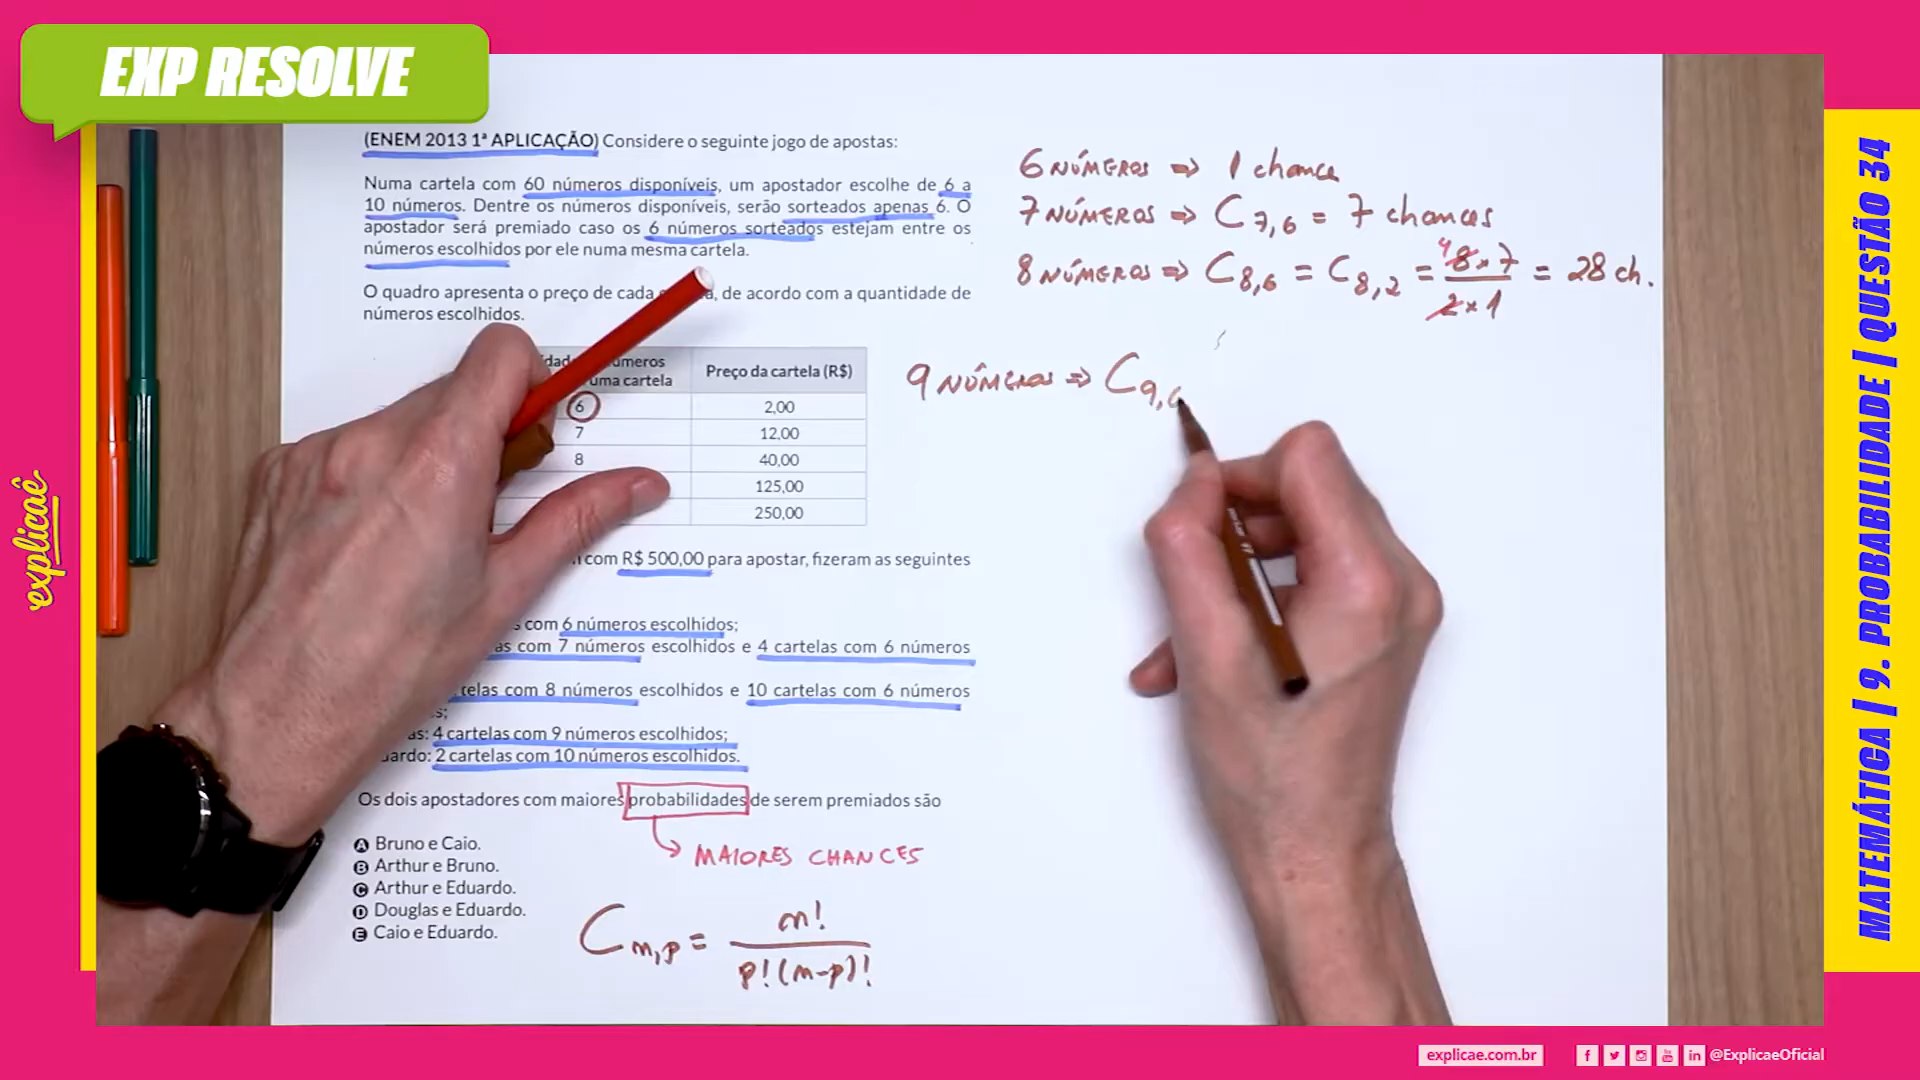 EXP RESOLVE
(ENEM 2013 1ª APLICAÇÃO) Considere o seguinte jogo de apostas:
Numa cartela com 60 números disponíveis, um apostador escolhe de 6 a
10 números. Dentre os números disponíveis, serão sorteados apenas 6. O
apostador será premiado caso os 6 números sorteados estejam entre os
números escolhidos por ele numa mesma cartela.
O quadro apresenta o preço de cada , de acordo com a quantidade de
números escolhidos.
Preço da cartela (R$)
uma cartela
6 2,00
7 12,00
8 40,00
125,00
250,00
com R$ 500,00 para apostar, fizeram as seguintes
com 6 números escolhidos;
as com 7 números escolhidos e 4 cartelas com 6 números
telas com 8 números escolhidos e 10 cartelas com 6 números
s;
as: 4 cartelas com 9 números escolhidos;
uardo: 2 cartelas com 10 números escolhidos.
Os dois apostadores com maiores probabilidades de serem premiados são
MAIORES CHANCES
A Bruno e Caio.
B Arthur e Bruno.
C Arthur e Eduardo.
D Douglas e Eduardo.
E Caio e Eduardo.
C m,p = m! / p!(m-p)!
6 NÚMEROS ⇒ 1 chance
7 NÚMEROS ⇒ C 7,6 = 7 chances
8 NÚMEROS ⇒ C 8,6 = C 8,2 = 4 8×7 / 2×1 = 28 ch.
9 NÚMEROS ⇒ C 9,6
explicaê
MATEMÁTICA | 9. PROBABILIDADE | QUESTÃO 34
explicae.com.br
@ExplicaeOficial